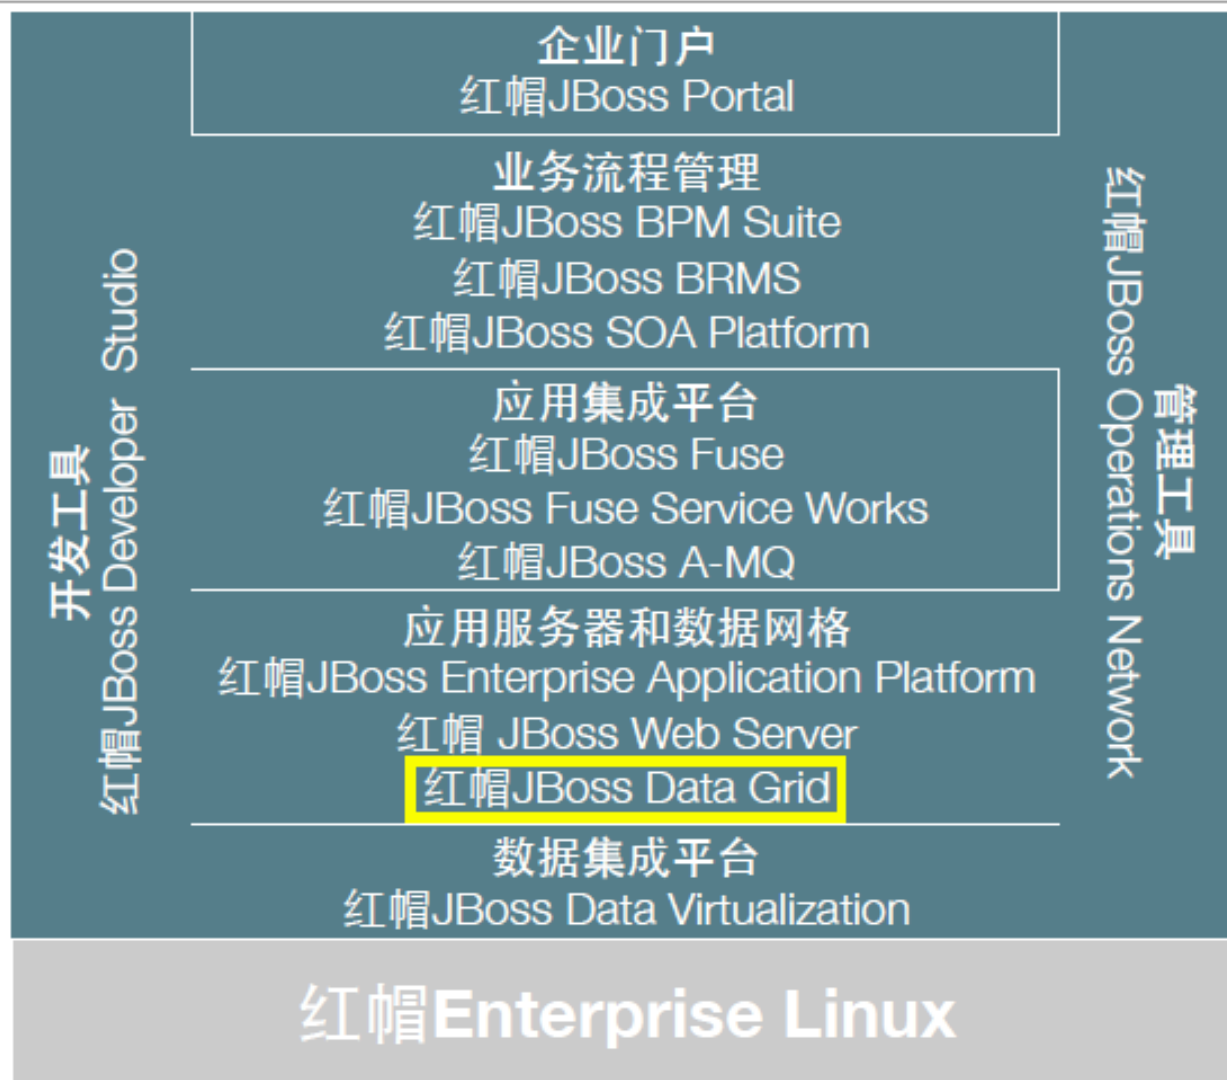 企业门户
红帽JBoss Portal
业务流程管理
红帽JBoss BPM Suite
红帽JBoss BRMS
红帽JBoss SOA Platform
应用集成平台
红帽JBoss Fuse
红帽JBoss Fuse Service Works
红帽JBoss A-MQ
应用服务器和数据网格
红帽JBoss Enterprise Application Platform
红帽 JBoss Web Server
红帽JBoss Data Grid
数据集成平台
红帽JBoss Data Virtualization
开发工具
红帽JBoss Developer Studio
管理工具
红帽JBoss Operations Network
红帽Enterprise Linux